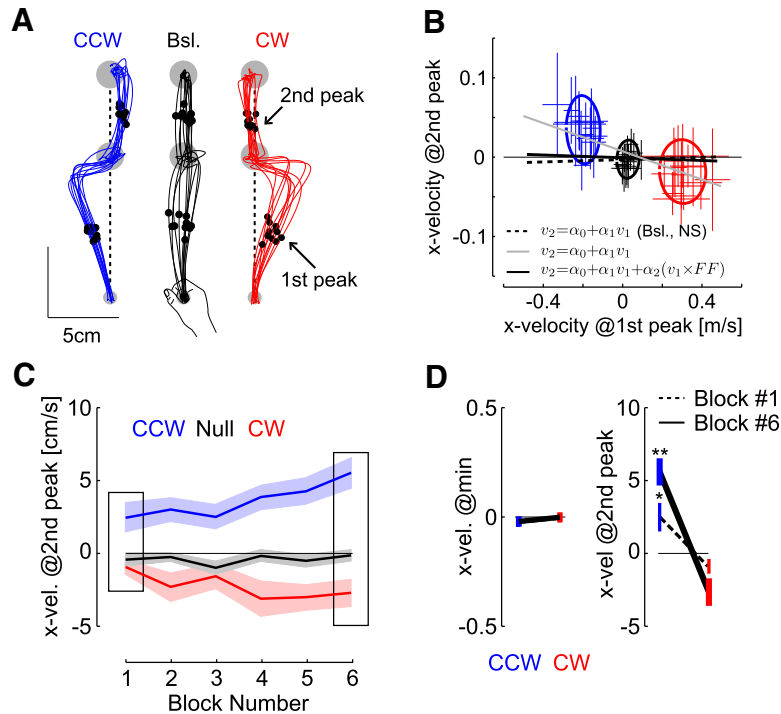 A
CCW Bsl. CW
2nd peak
1st peak
5cm
B
x-velocity @2nd peak
0.1
0
-0.1
v₂=α₀+α₁v₁ (Bsl., NS)
v₂=α₀+α₁v₁
v₂=α₀+α₁v₁+α₂(v₁×FF)
-0.4 0 0.4
x-velocity @1st peak [m/s]
C
x-vel. @2nd peak [cm/s]
10
5
0
-5
CCW Null CW
1 2 3 4 5 6
Block Number
D
x-vel. @min
0.5
0
-0.5
CCW CW
x-vel @2nd peak
10
5
0
-5
Block #1
Block #6
**
*